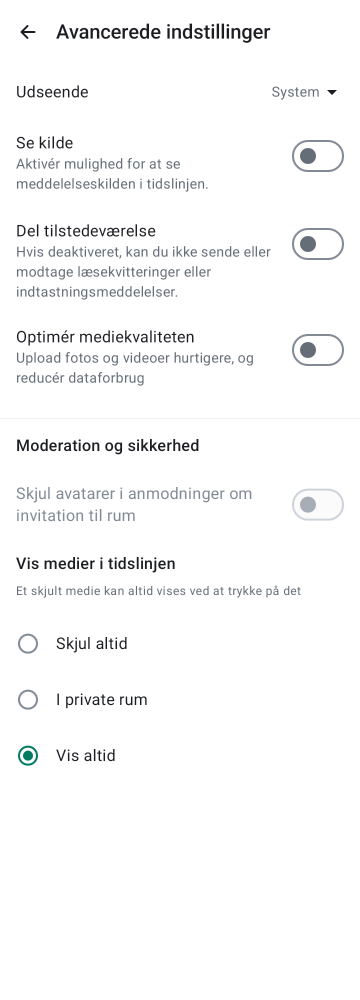 Avancerede indstillinger
Udseende
System
Se kilde
Aktivér mulighed for at se
meddelelseskilden i tidslinjen.
Del tilstedeværelse
Hvis deaktiveret, kan du ikke sende eller
modtage læsekvitteringer eller
indtastningsmeddelelser.
Optimér mediekvaliteten
Upload fotos og videoer hurtigere, og
reducér dataforbrug
Moderation og sikkerhed
Skjul avatarer i anmodninger om
invitation til rum
Vis medier i tidslinjen
Et skjult medie kan altid vises ved at trykke på det
Skjul altid
I private rum
Vis altid